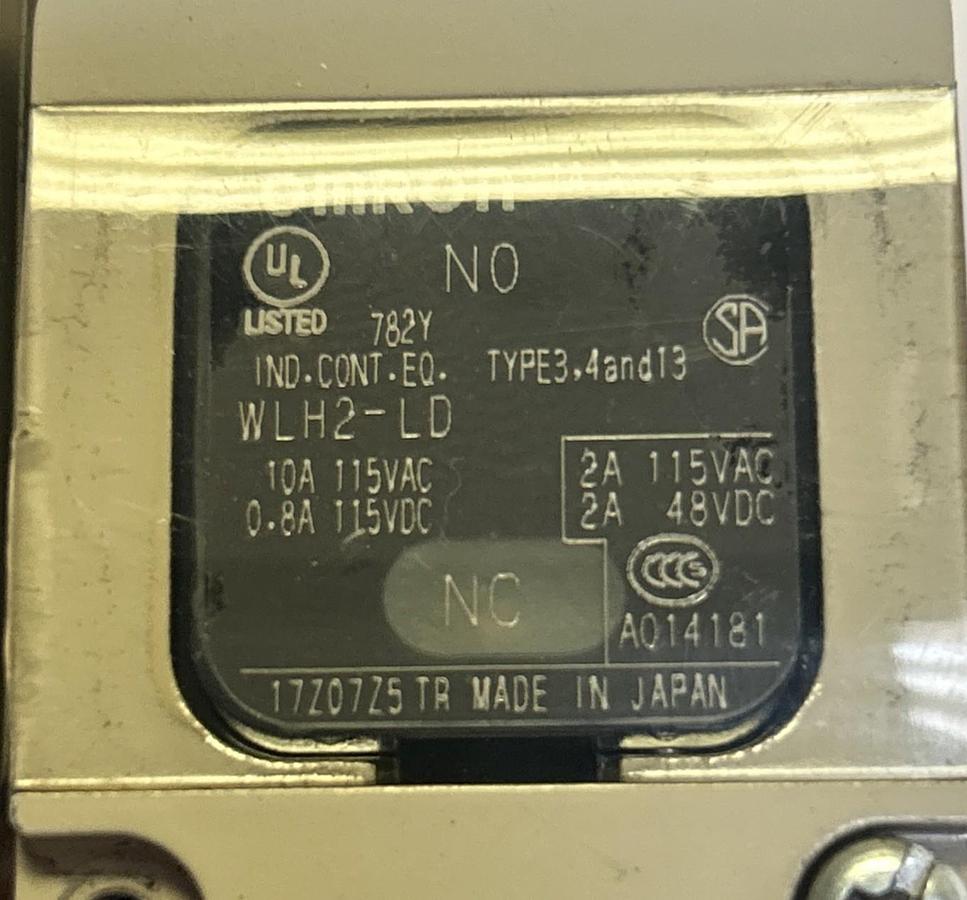 OMRON
UL NO
LISTED 782Y SA
IND.CONT.EQ. TYPE3,4and13
WLH2-LD
10A 115VAC 2A 115VAC
0.8A 115VDC 2A 48VDC
CCC
NC
A014181
17Z07Z5 TR MADE IN JAPAN